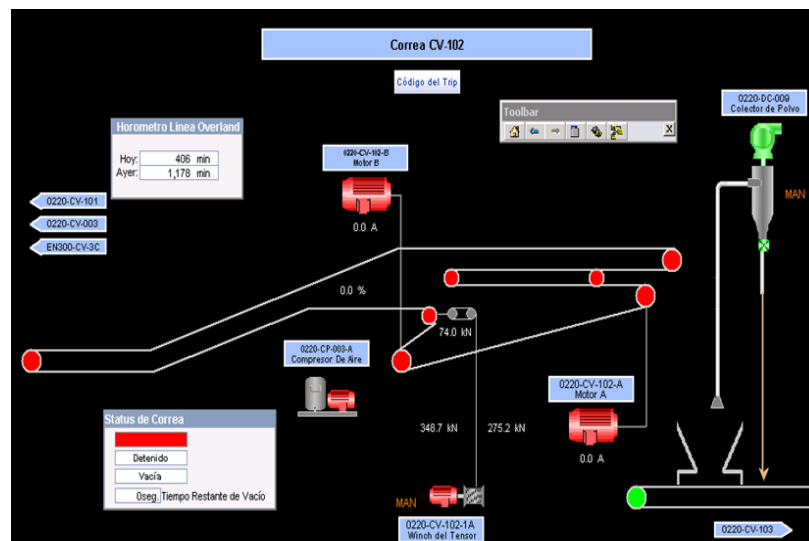 Correa CV-102
Código del Trip
Toolbar
X
0220-DC-009
Colector de Polvo
MAN
Horometro Linea Overland
Hoy: 406 min
Ayer: 1,178 min
0220-CV-102-B
Motor B
0.0 A
0220-CV-101
0220-CV-003
EN300-CV-3C
0.0 %
74.0 kN
0220-CP-003-A
Compresor De Aire
0220-CV-102-A
Motor A
0.0 A
348.7 kN
275.2 kN
Status de Correa
Detenido
Vacía
0seg. Tiempo Restante de Vacío
MAN
0220-CV-102-1A
Winch del Tensor
0220-CV-103